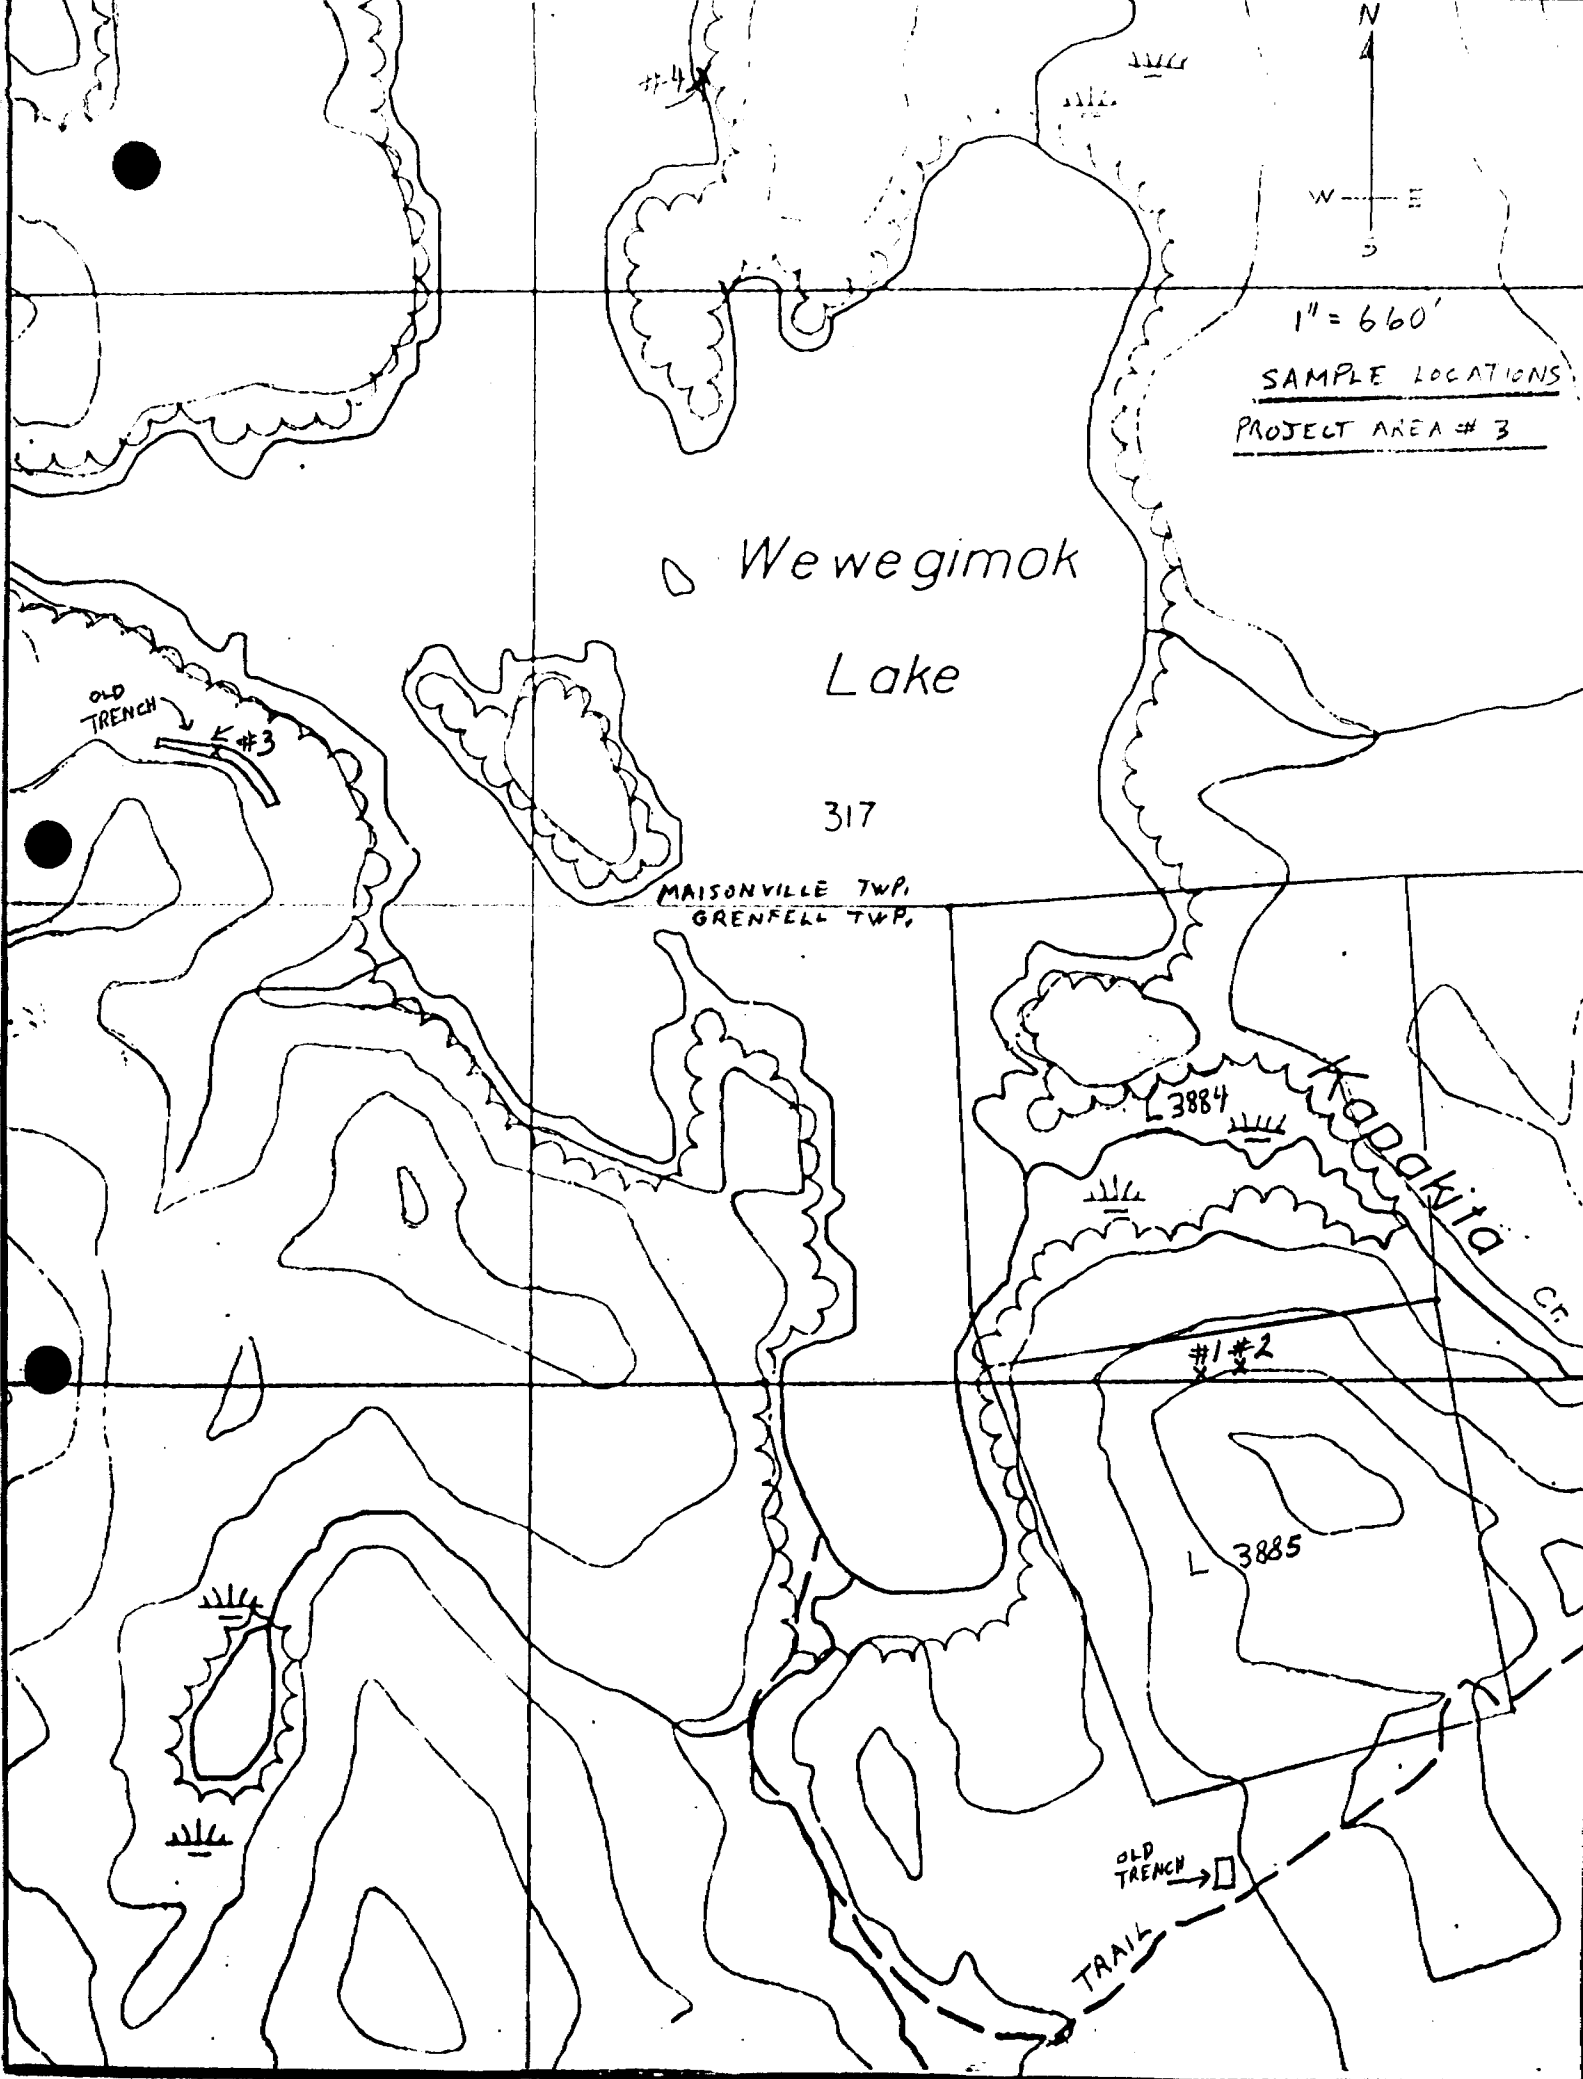 N
#4
W E
S
1" = 660'
SAMPLE LOCATIONS
PROJECT AREA # 3
Wewegimok
Lake
OLD
TRENCH
#3
317
MAISONVILLE TWP.
GRENFELL TWP.
L 3884
Kapakita Cr.
#1 #2
L 3885
OLD
TRENCH
TRAIL